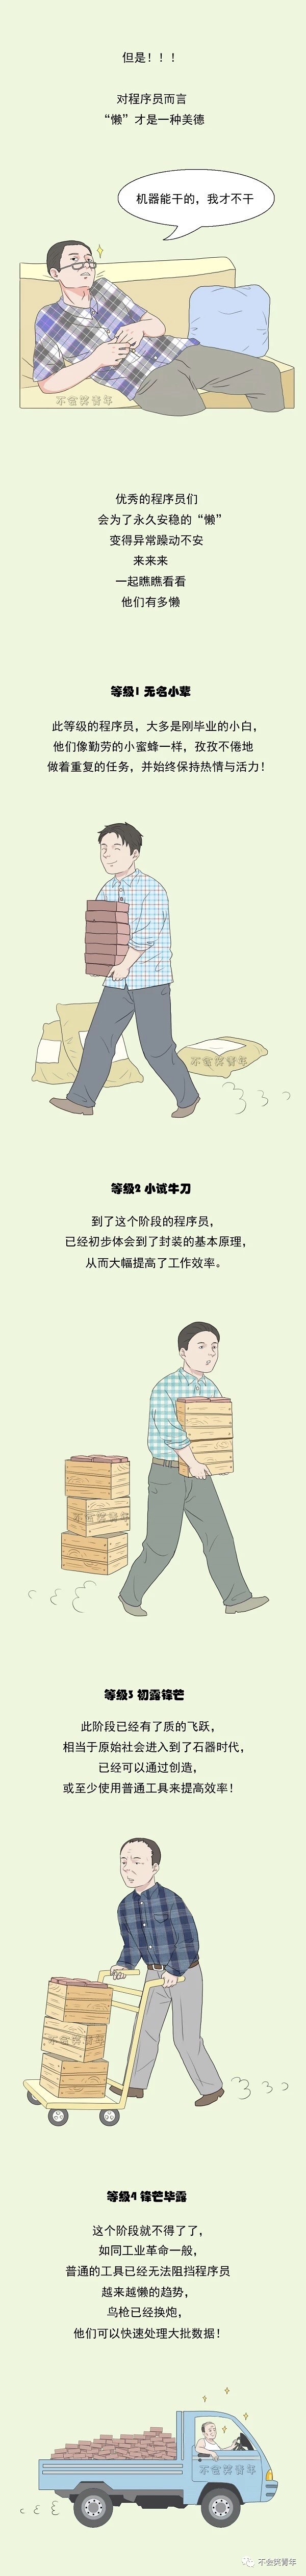 但是！！！
对程序员而言
“懒”才是一种美德
机器能干的，我才不干
不会笑青年
优秀的程序员们
会为了永久安稳的“懒”
变得异常躁动不安
来来来
一起瞧瞧看看
他们有多懒
等级1 无名小辈
此等级的程序员，大多是刚毕业的小白，
他们像勤劳的小蜜蜂一样，孜孜不倦地
做着重复的任务，并始终保持热情与活力！
不会笑青年
等级2 小试牛刀
到了这个阶段的程序员，
已经初步体会到了封装的基本原理，
从而大幅提高了工作效率。
不会笑青年
等级3 初露锋芒
此阶段已经有了质的飞跃，
相当于原始社会进入到了石器时代，
已经可以通过创造，
或至少使用普通工具来提高效率！
不会笑青年
等级4 锋芒毕露
这个阶段就不得了了，
如同工业革命一般，
普通的工具已经无法阻挡程序员
越来越懒的趋势，
鸟枪已经换炮，
他们可以快速处理大批数据！
不会笑青年
不会笑青年